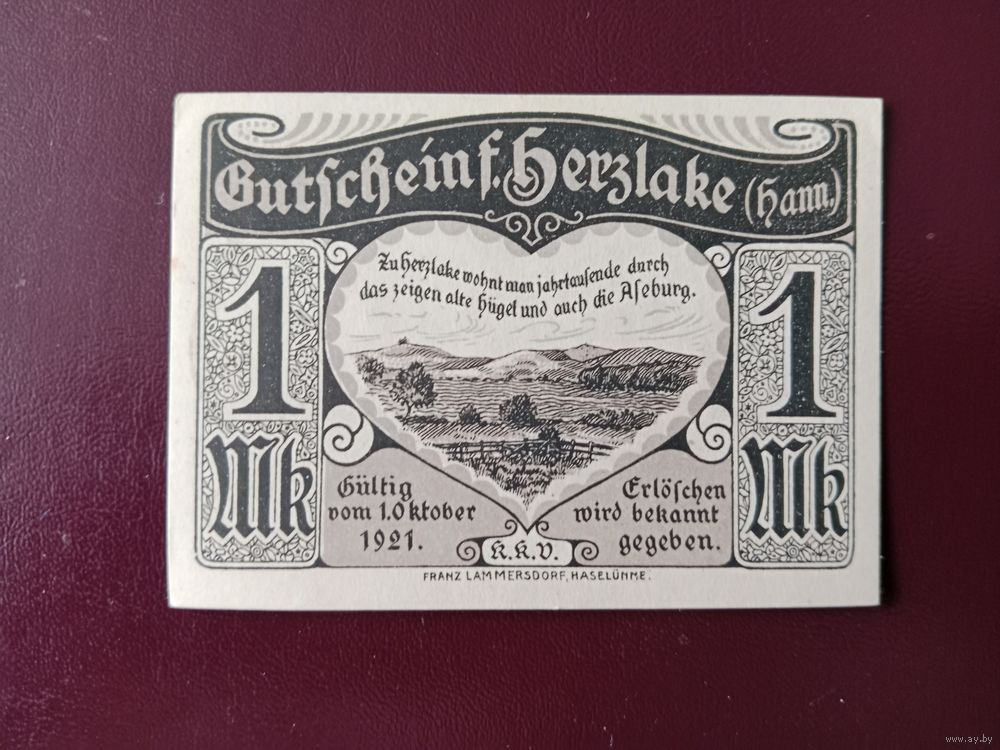 Gutschein f. Herzlake (Hann.)
Zu Herzlake wohnt man jahrtausende durch
das zeigen alte Hügel und auch die Aseburg.
1 Mk
1 Mk
Gültig
vom 1. Oktober
1921.
Erlöschen
wird bekannt
gegeben.
K.K.V.
FRANZ LAMMERSDORF, HASELÜNNE.
www.ay.by